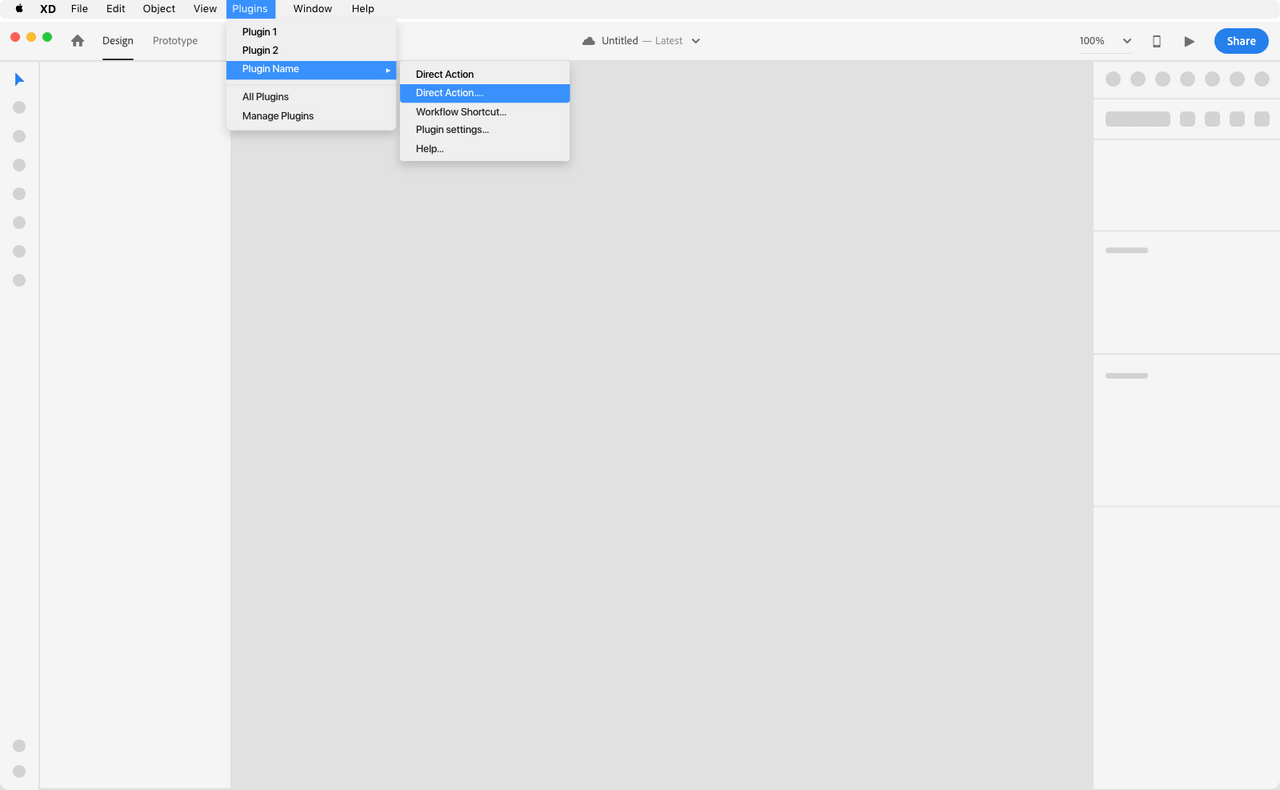 XD File Edit Object View Plugins Window Help
Design Prototype Untitled — Latest 100% Share
Plugin 1
Plugin 2
Plugin Name
All Plugins
Manage Plugins
Direct Action
Direct Action....
Workflow Shortcut...
Plugin settings...
Help...